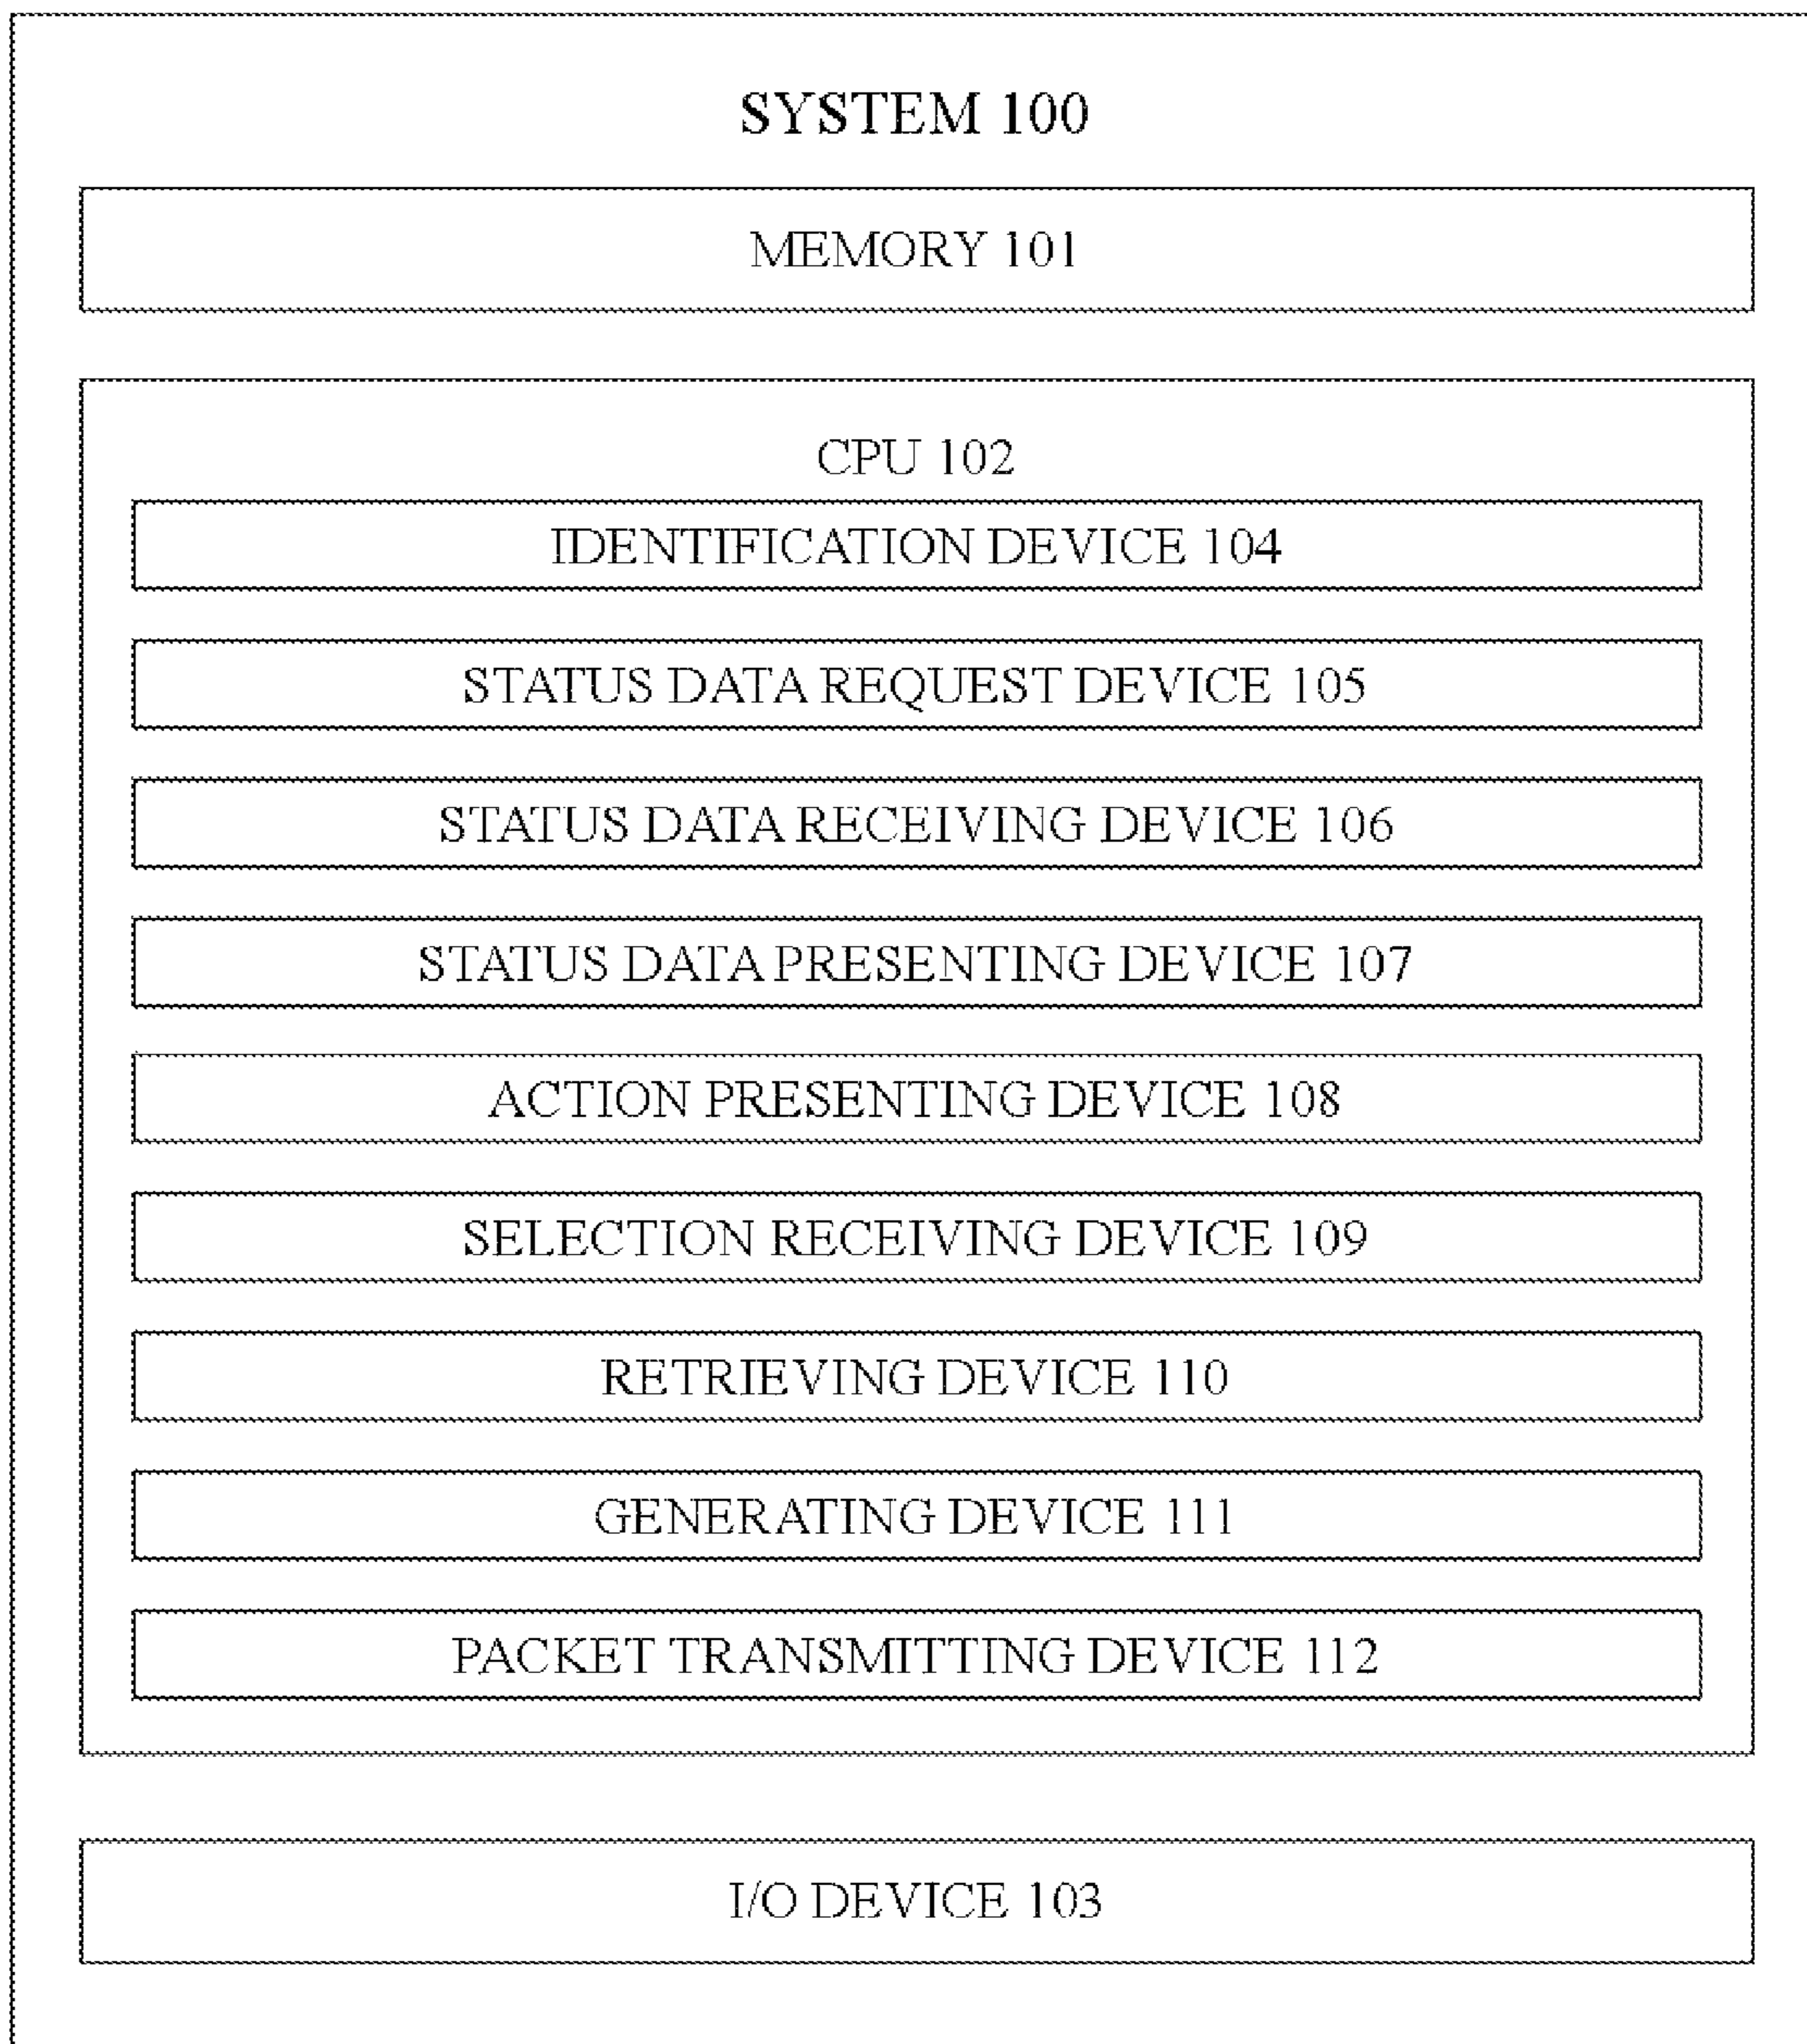 SYSTEM 100
MEMORY 101
CPU 102
IDENTIFICATION DEVICE 104
STATUS DATA REQUEST DEVICE 105
STATUS DATA RECEIVING DEVICE 106
STATUS DATA PRESENTING DEVICE 107
ACTION PRESENTING DEVICE 108
SELECTION RECEIVING DEVICE 109
RETRIEVING DEVICE 110
GENERATING DEVICE 111
PACKET TRANSMITTING DEVICE 112
I/O DEVICE 103